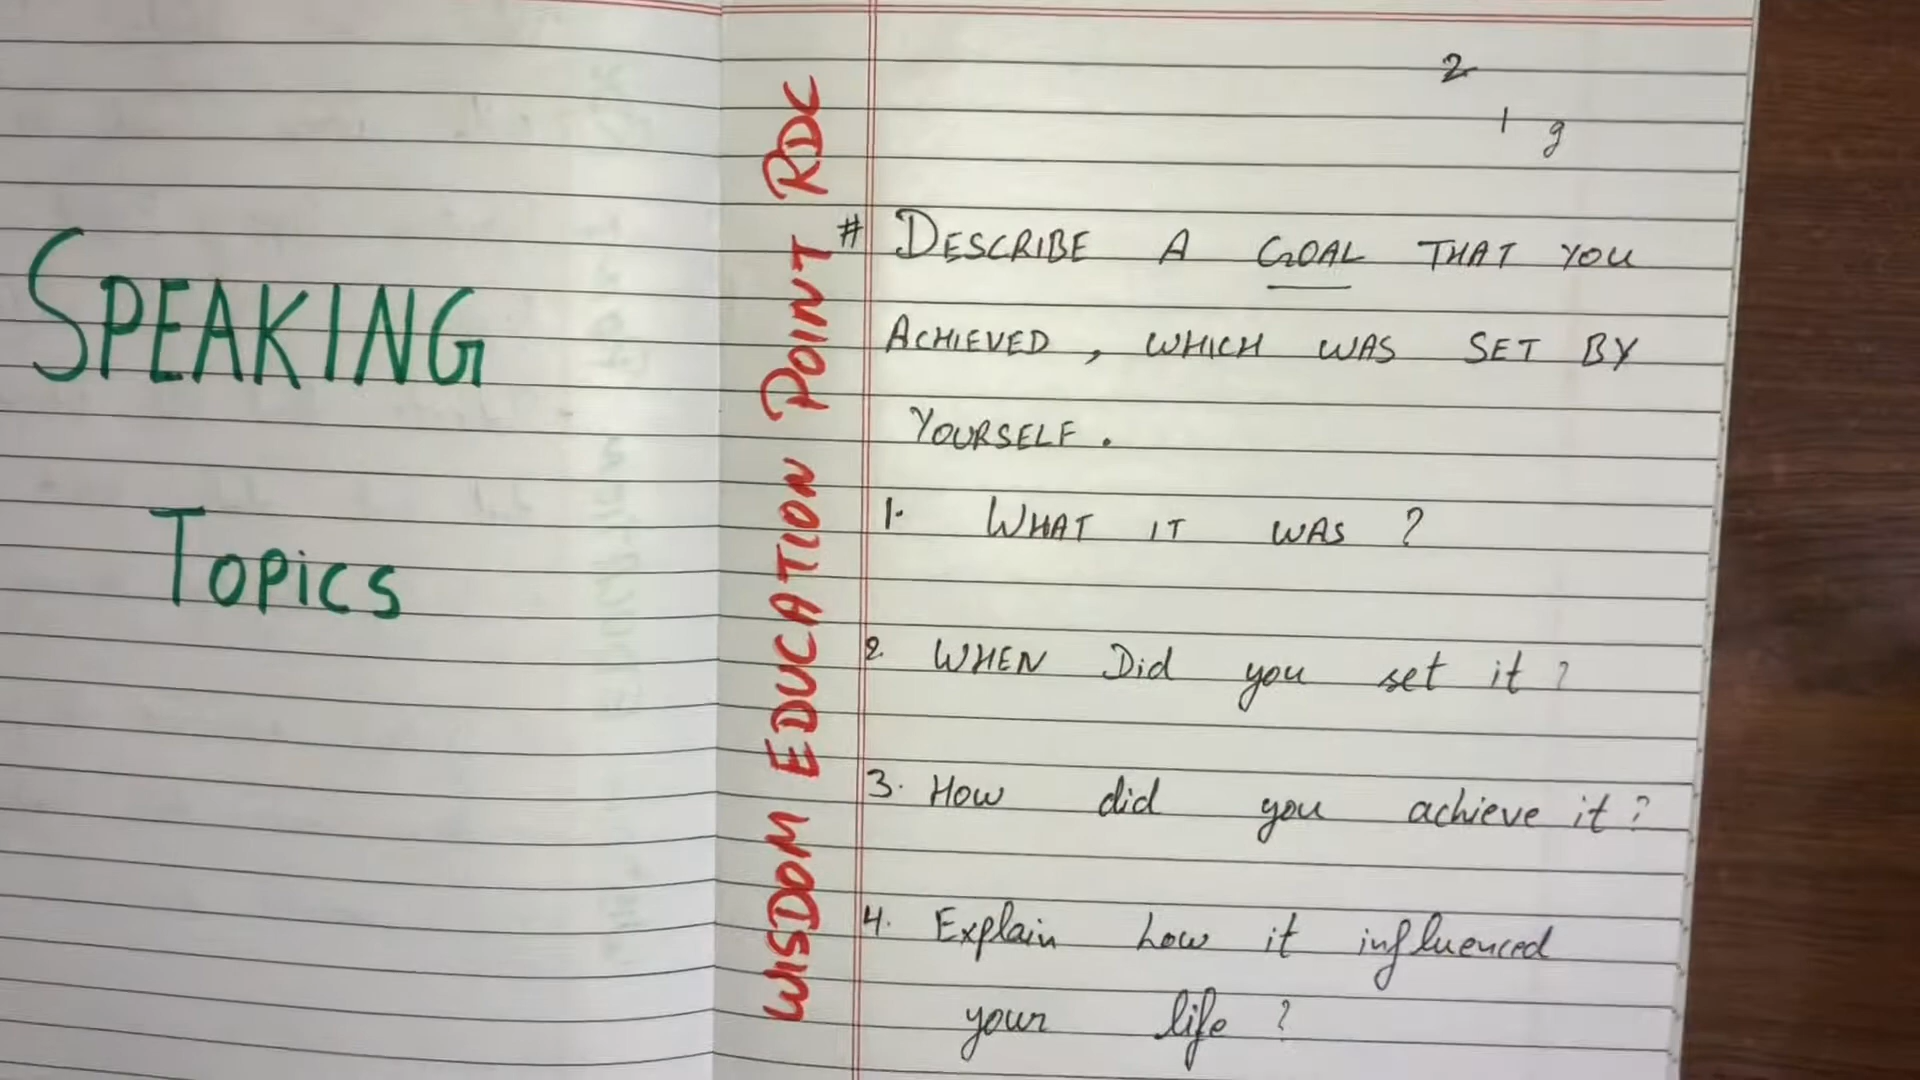 SPEAKING
TOPICS
WISDOM EDUCATION POINT RDC
2
1 g
# DESCRIBE A GOAL THAT YOU
ACHIEVED, WHICH WAS SET BY
YOURSELF.
1. WHAT IT WAS?
2. WHEN Did you set it?
3. How did you achieve it?
4. Explain how it influenced
your life?